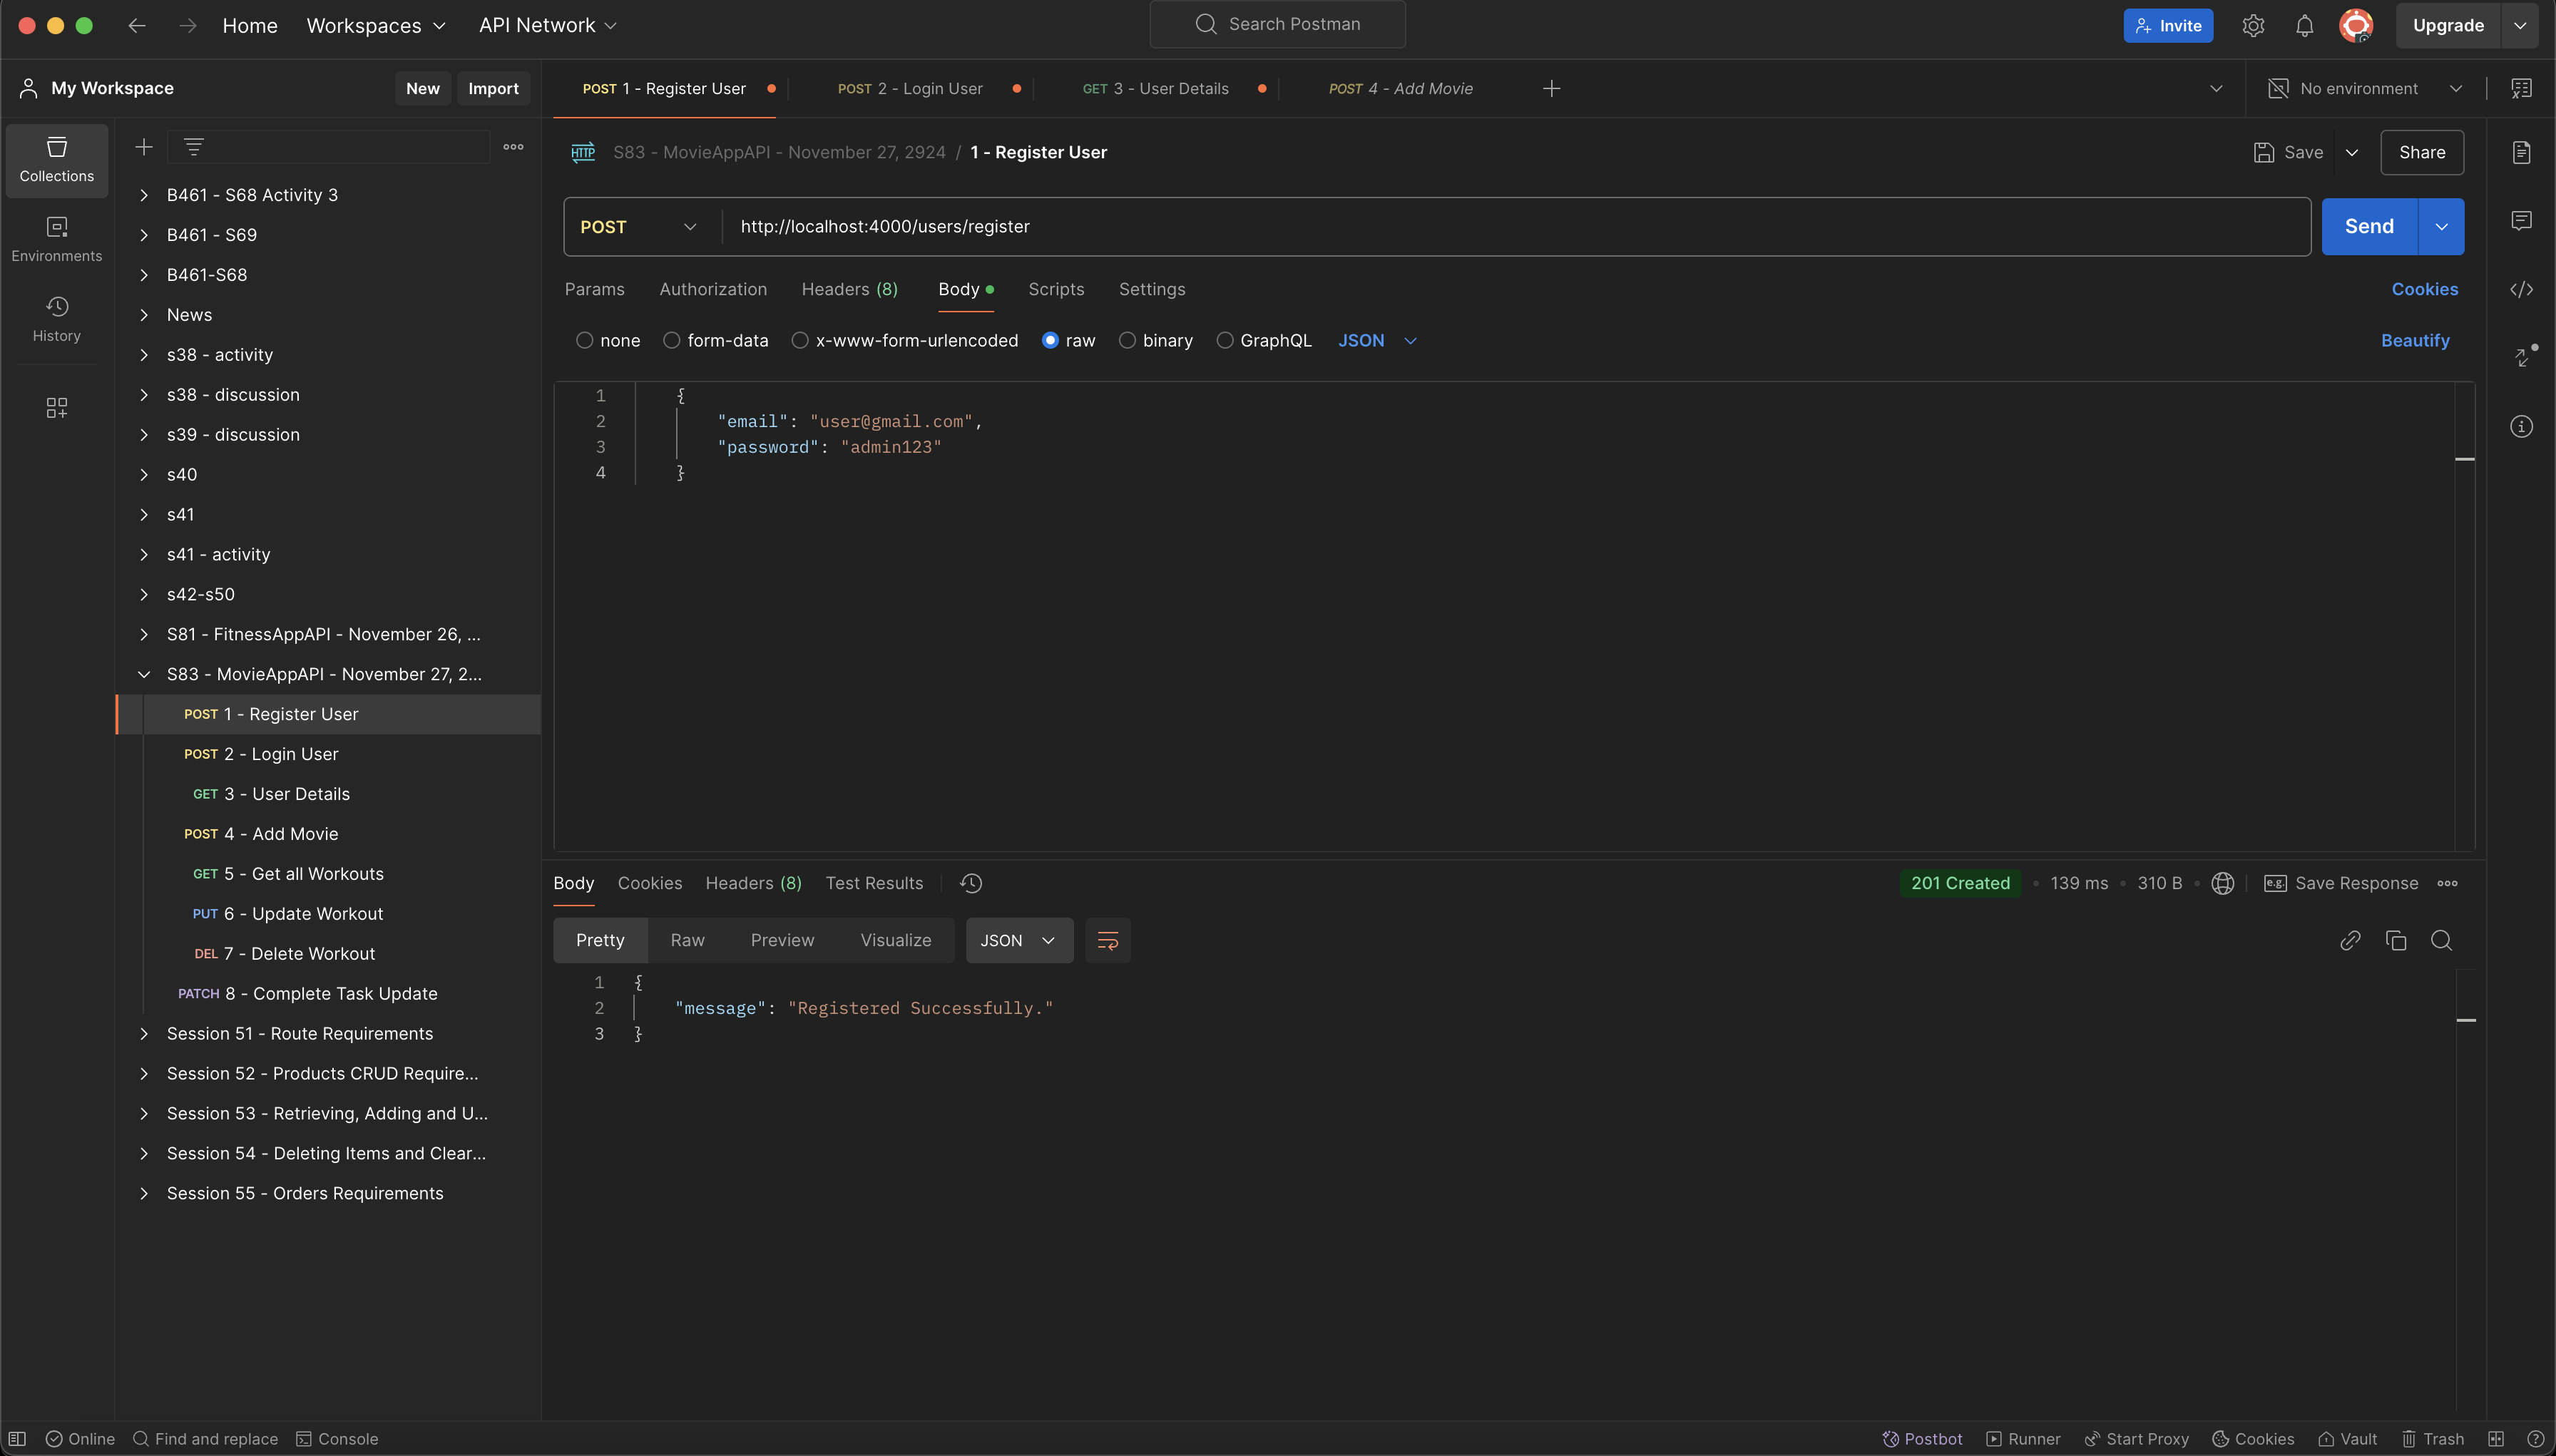 Home Workspaces API Network Search Postman Invite Upgrade
My Workspace New Import
POST 1 - Register User POST 2 - Login User GET 3 - User Details POST 4 - Add Movie No environment
Collections
Environments
History
B461 - S68 Activity 3
B461 - S69
B461-S68
News
s38 - activity
s38 - discussion
s39 - discussion
s40
s41
s41 - activity
s42-s50
S81 - FitnessAppAPI - November 26, ...
S83 - MovieAppAPI - November 27, 2...
POST 1 - Register User
POST 2 - Login User
GET 3 - User Details
POST 4 - Add Movie
GET 5 - Get all Workouts
PUT 6 - Update Workout
DEL 7 - Delete Workout
PATCH 8 - Complete Task Update
Session 51 - Route Requirements
Session 52 - Products CRUD Require...
Session 53 - Retrieving, Adding and U...
Session 54 - Deleting Items and Clear...
Session 55 - Orders Requirements
HTTP S83 - MovieAppAPI - November 27, 2924 / 1 - Register User Save Share
POST http://localhost:4000/users/register Send
Params Authorization Headers (8) Body Scripts Settings Cookies
none form-data x-www-form-urlencoded raw binary GraphQL JSON Beautify
1 {
2 "email": "user@gmail.com",
3 "password": "admin123"
4 }
Body Cookies Headers (8) Test Results 201 Created 139 ms 310 B e.g. Save Response
Pretty Raw Preview Visualize JSON
1 {
2 "message": "Registered Successfully."
3 }
Online Find and replace Console Postbot Runner Start Proxy Cookies Vault Trash